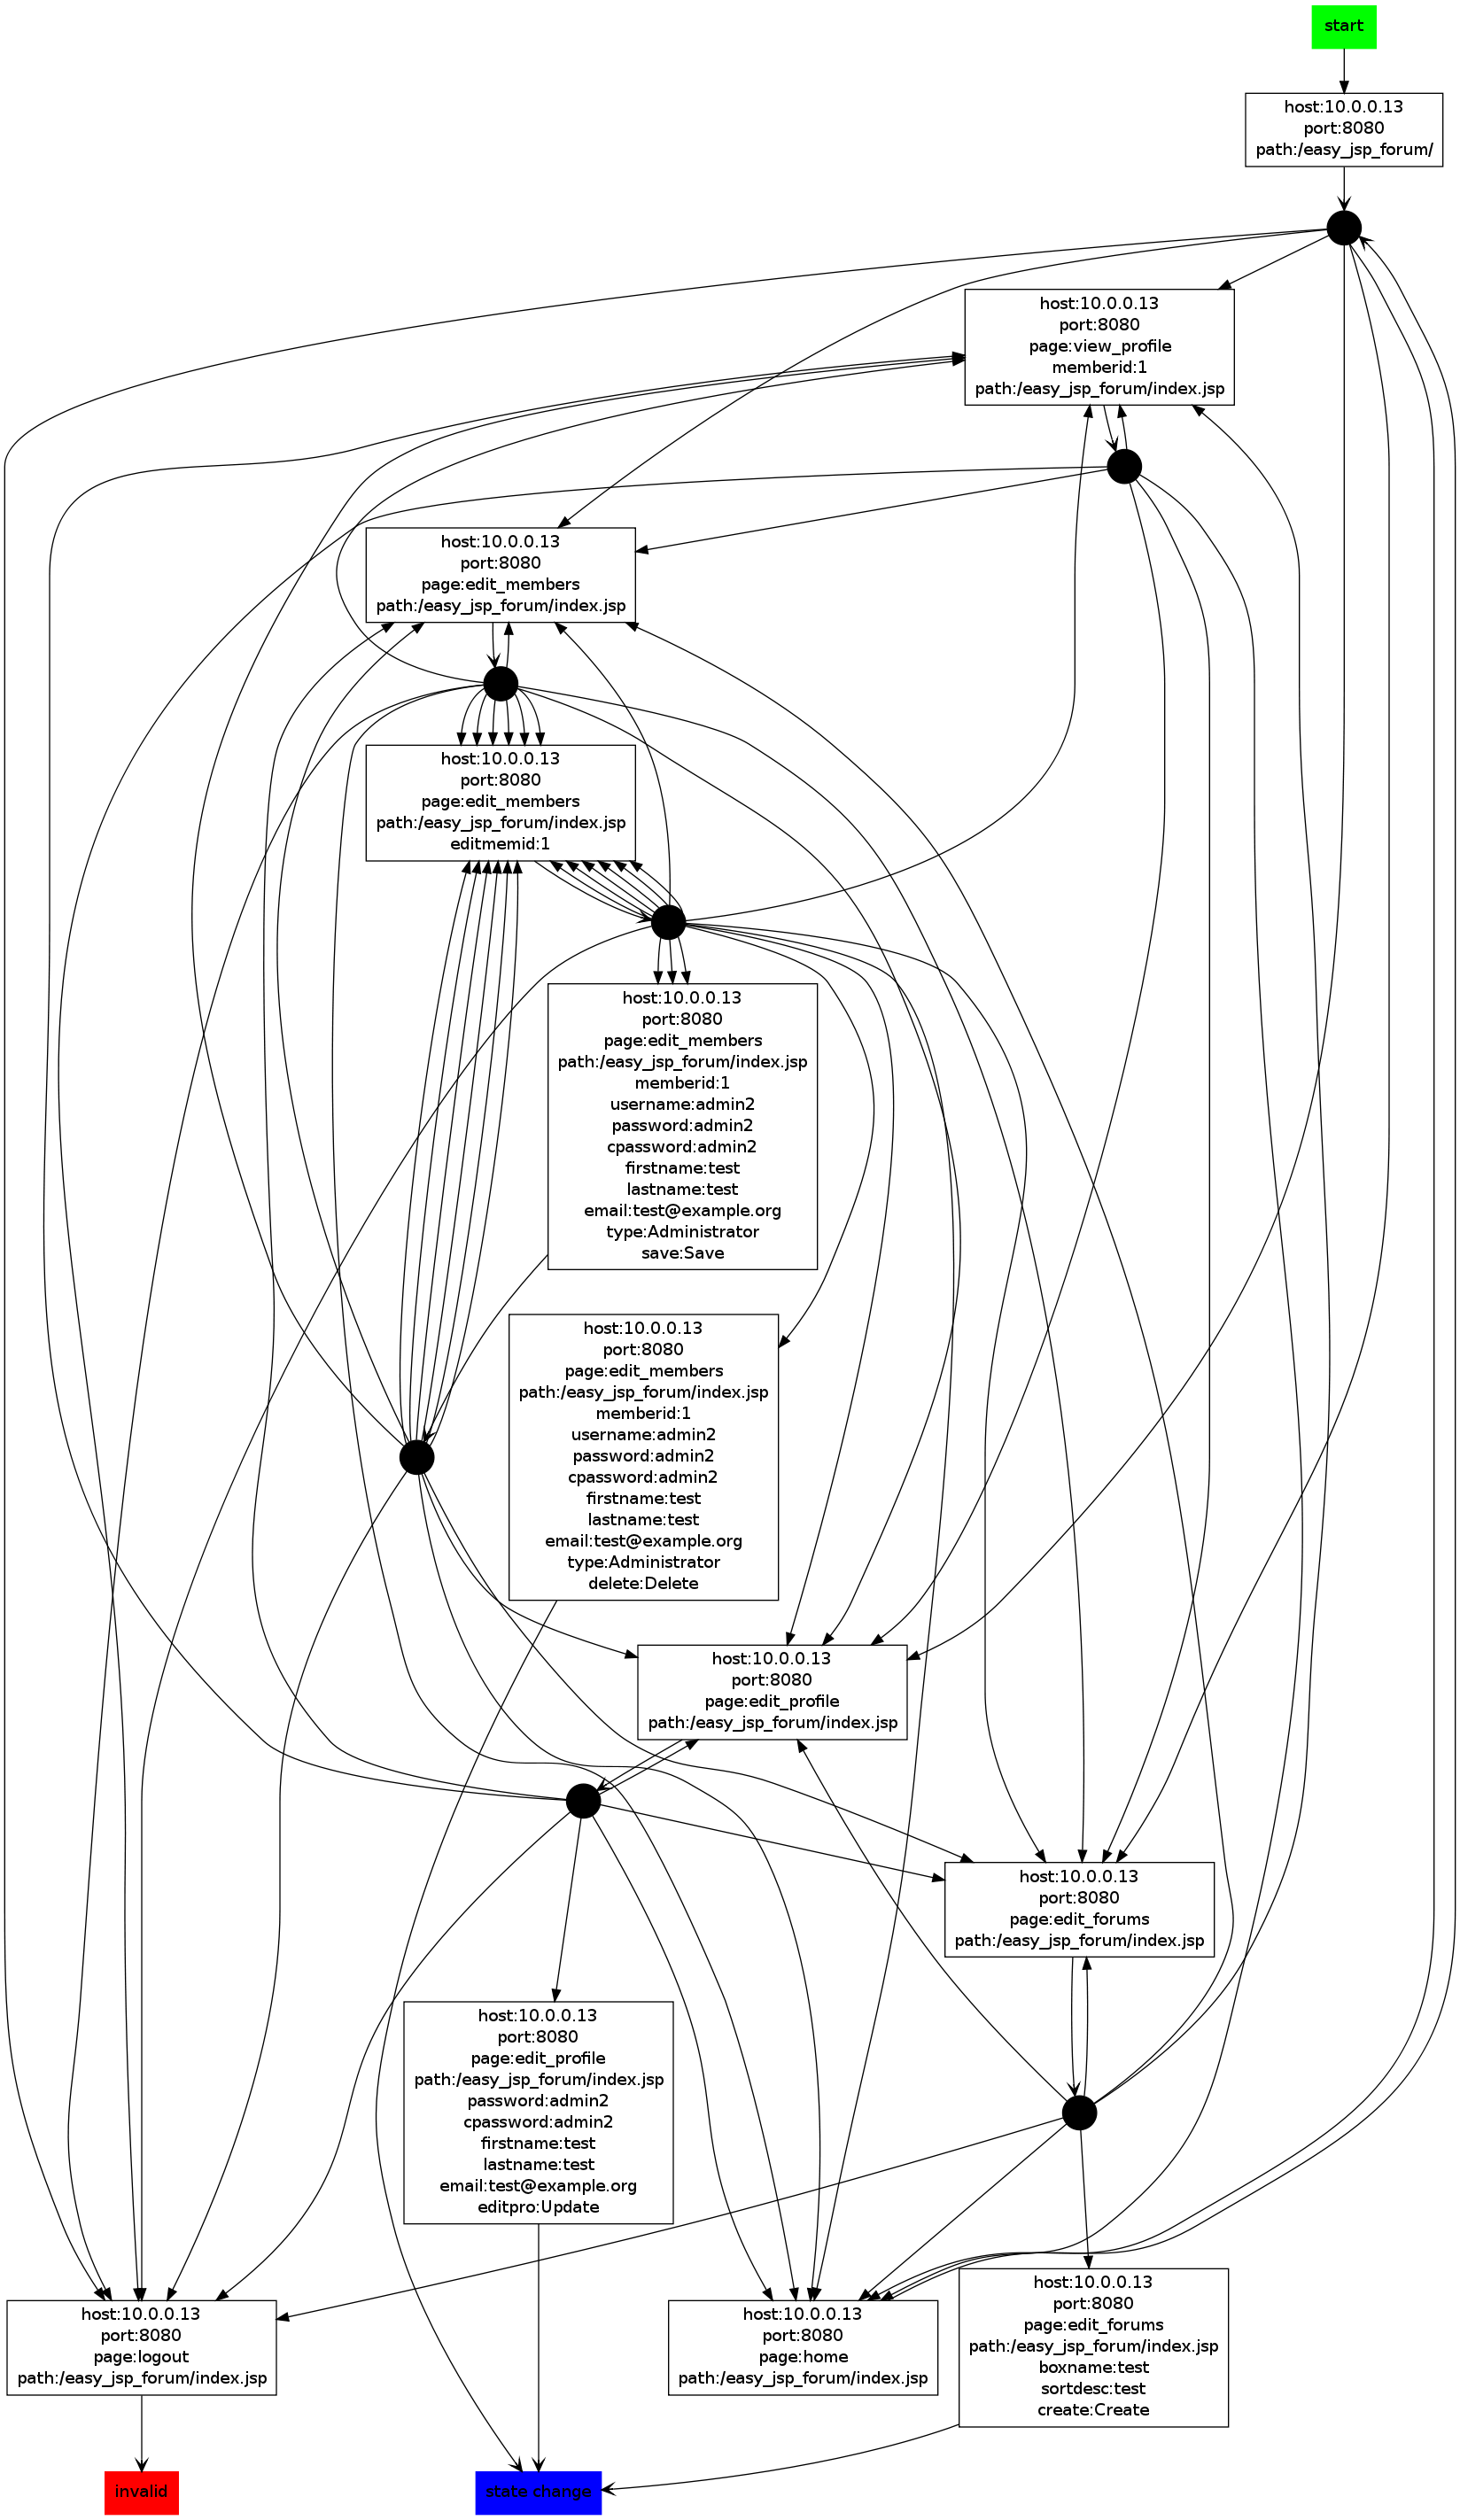 start
host:10.0.0.13
port:8080
path:/easy_jsp_forum/
host:10.0.0.13
port:8080
page:view_profile
memberid:1
path:/easy_jsp_forum/index.jsp
host:10.0.0.13
port:8080
page:edit_members
path:/easy_jsp_forum/index.jsp
host:10.0.0.13
port:8080
page:edit_members
path:/easy_jsp_forum/index.jsp
editmemid:1
host:10.0.0.13
port:8080
page:edit_members
path:/easy_jsp_forum/index.jsp
memberid:1
username:admin2
password:admin2
cpassword:admin2
firstname:test
lastname:test
email:test@example.org
type:Administrator
save:Save
host:10.0.0.13
port:8080
page:edit_members
path:/easy_jsp_forum/index.jsp
memberid:1
username:admin2
password:admin2
cpassword:admin2
firstname:test
lastname:test
email:test@example.org
type:Administrator
delete:Delete
host:10.0.0.13
port:8080
page:edit_profile
path:/easy_jsp_forum/index.jsp
host:10.0.0.13
port:8080
page:edit_forums
path:/easy_jsp_forum/index.jsp
host:10.0.0.13
port:8080
page:edit_profile
path:/easy_jsp_forum/index.jsp
password:admin2
cpassword:admin2
firstname:test
lastname:test
email:test@example.org
editpro:Update
host:10.0.0.13
port:8080
page:logout
path:/easy_jsp_forum/index.jsp
host:10.0.0.13
port:8080
page:home
path:/easy_jsp_forum/index.jsp
host:10.0.0.13
port:8080
page:edit_forums
path:/easy_jsp_forum/index.jsp
boxname:test
sortdesc:test
create:Create
invalid
state change